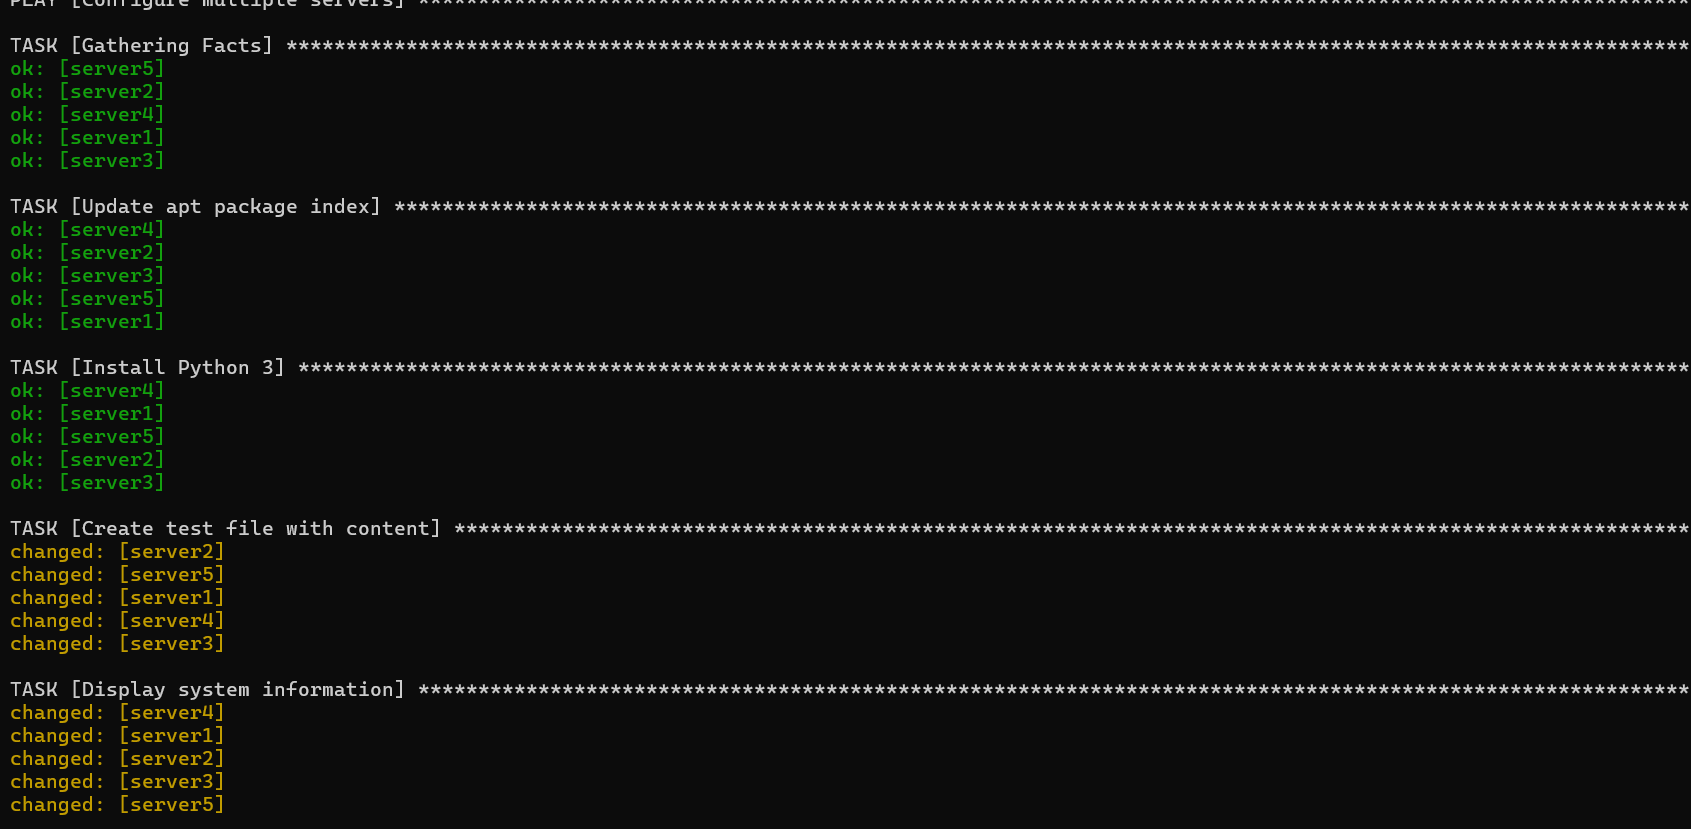 PLAY [Configure multiple servers] ******************************************************************************************************************
TASK [Gathering Facts] *********************************************************************************************************************
ok: [server5]
ok: [server2]
ok: [server4]
ok: [server1]
ok: [server3]
TASK [Update apt package index] ************************************************************************************************************
ok: [server4]
ok: [server2]
ok: [server3]
ok: [server5]
ok: [server1]
TASK [Install Python 3] ********************************************************************************************************************
ok: [server4]
ok: [server1]
ok: [server5]
ok: [server2]
ok: [server3]
TASK [Create test file with content] *******************************************************************************************************
changed: [server2]
changed: [server5]
changed: [server1]
changed: [server4]
changed: [server3]
TASK [Display system information] **********************************************************************************************************
changed: [server4]
changed: [server1]
changed: [server2]
changed: [server3]
changed: [server5]